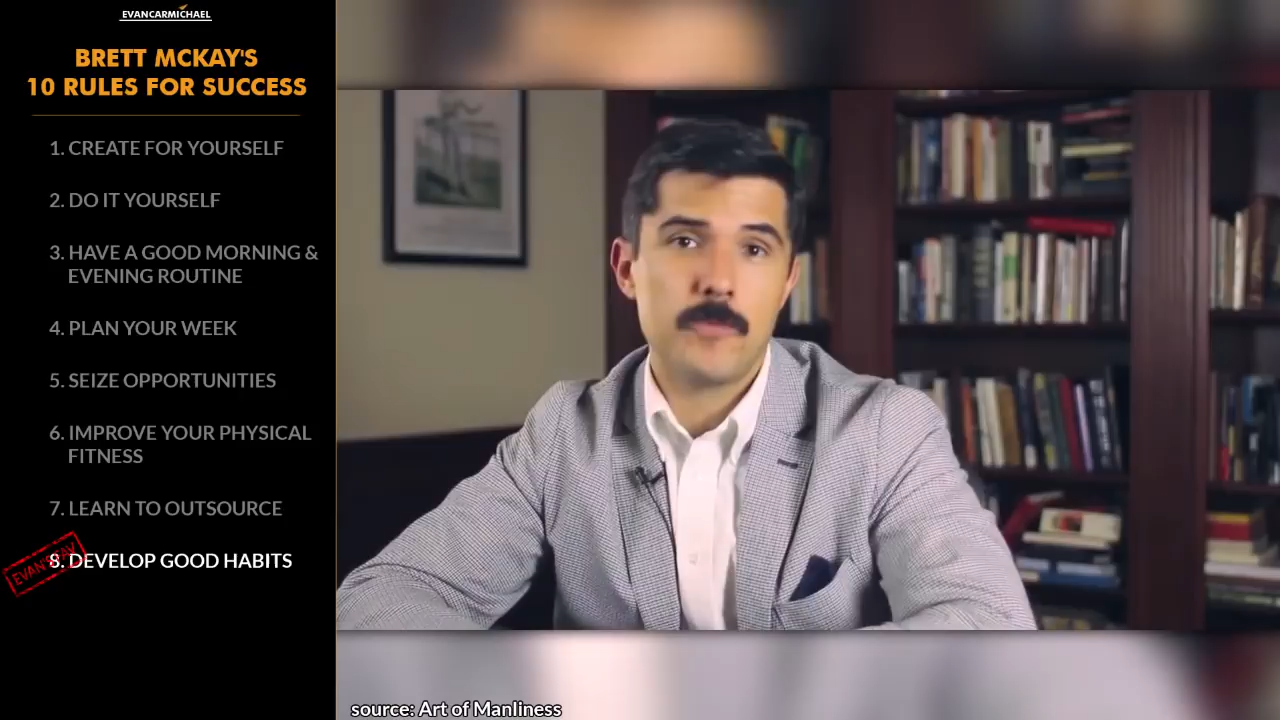 EVANCARMICHAEL
BRETT MCKAY'S
10 RULES FOR SUCCESS
1. CREATE FOR YOURSELF
2. DO IT YOURSELF
3. HAVE A GOOD MORNING &
EVENING ROUTINE
4. PLAN YOUR WEEK
5. SEIZE OPPORTUNITIES
6. IMPROVE YOUR PHYSICAL
FITNESS
7. LEARN TO OUTSOURCE
EVAN'S FAV
8. DEVELOP GOOD HABITS
source: Art of Manliness